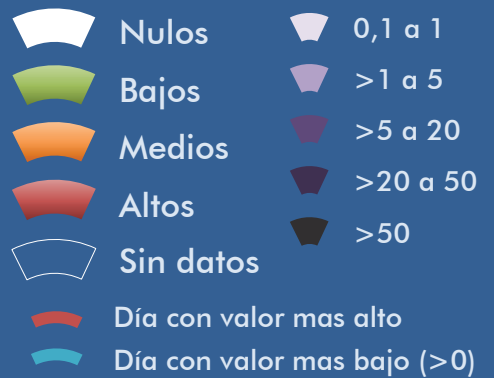 Nulos
Bajos
Medios
Altos
Sin datos
0,1 a 1
>1 a 5
>5 a 20
>20 a 50
>50
Día con valor mas alto
Día con valor mas bajo (>0)